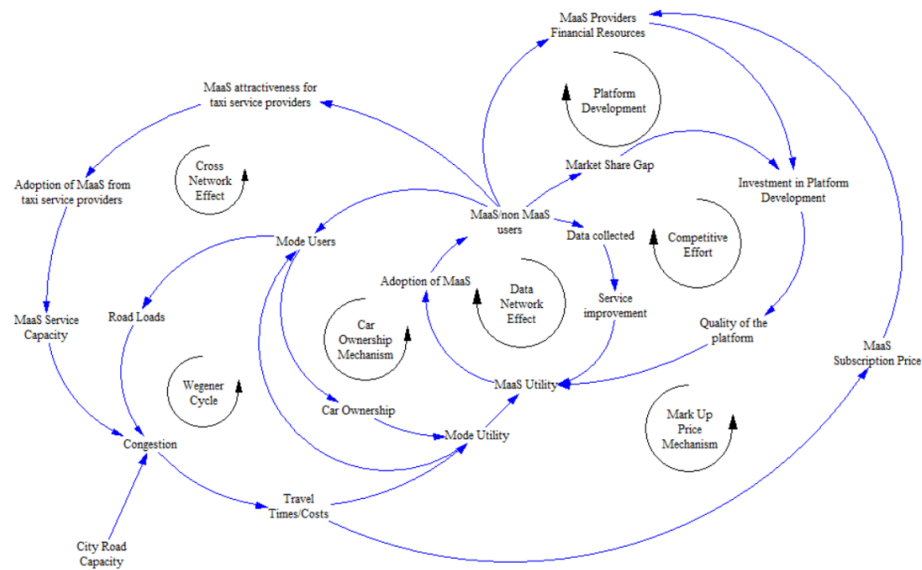 MaaS Providers
Financial Resources
MaaS attractiveness for
taxi service providers
Platform
Development
Cross
Network
Effect
Market Share Gap
Adoption of MaaS from
taxi service providers
Investment in Platform
Development
MaaS/non MaaS
users
Mode Users
Data collected
Competitive
Effort
Adoption of MaaS
Data
Network
Effect
Service
improvement
MaaS Service
Capacity
Road Loads
Car
Ownership
Mechanism
Quality of the
platform
MaaS
Subscription Price
Wegener
Cycle
MaaS Utility
Car Ownership
Mark Up
Price
Mechanism
Mode Utility
Congestion
Travel
Times/Costs
City Road
Capacity